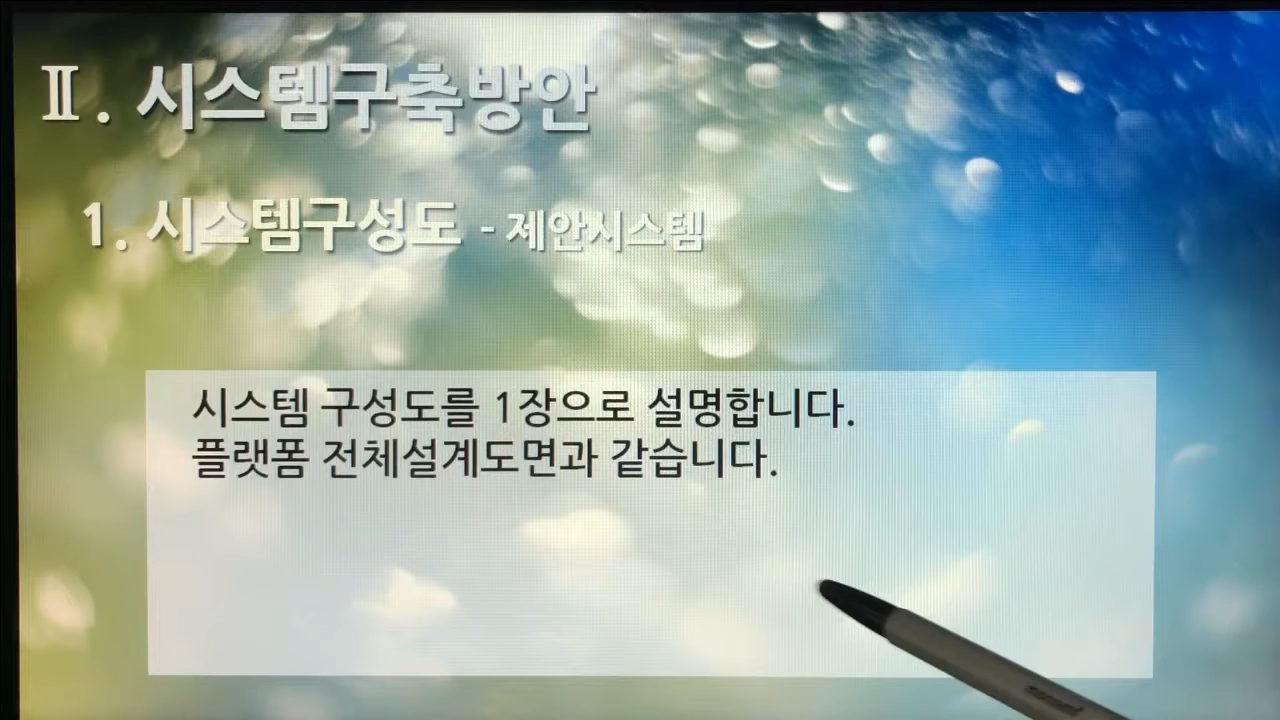 Ⅱ. 시스템구축방안
1. 시스템구성도 - 제안시스템
시스템 구성도를 1장으로 설명합니다.
플랫폼 전체설계도면과 같습니다.